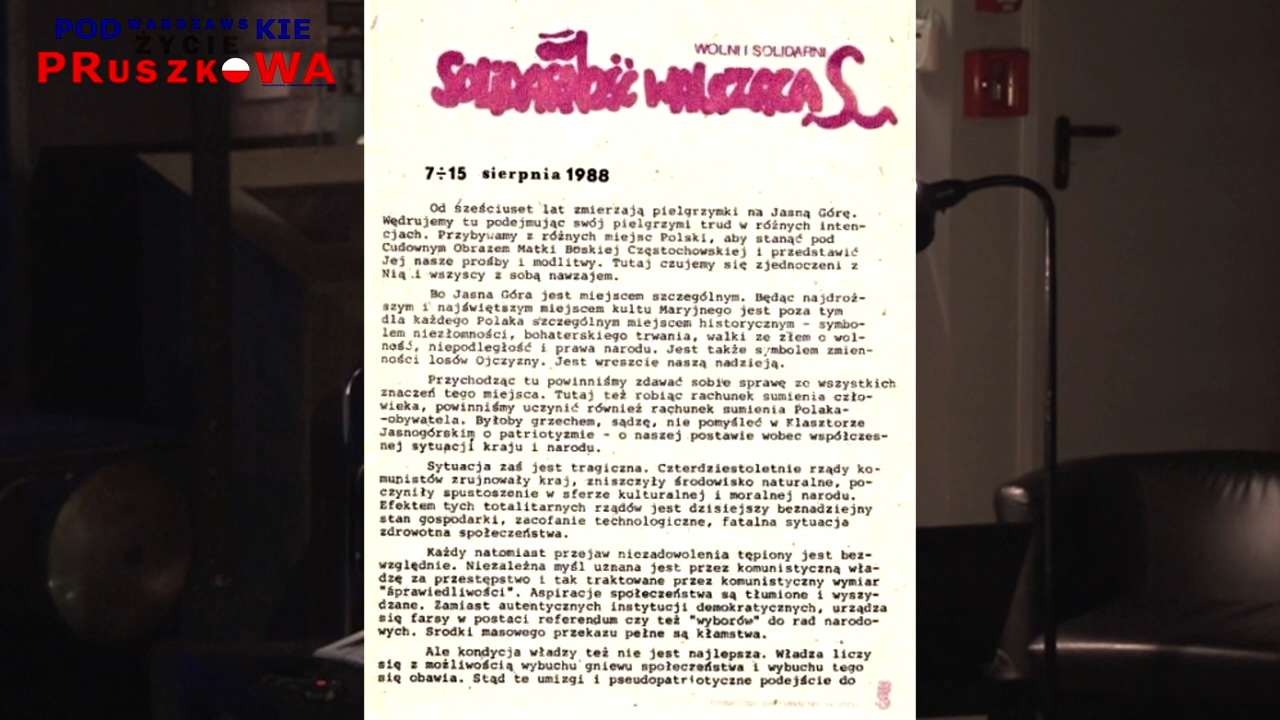 POD WARSZAWS KIE
ŻYCIE
PRUSZKOWA
WOLNI I SOLIDARNI
SOLIDARNOŚĆ WALCZĄCA
7÷15 sierpnia 1988
Od sześciuset lat zmierzają pielgrzymki na Jasną Górę.
Wędrujemy tu podejmując swój pielgrzymi trud w różnych inten-
cjach. Przybywamy z różnych miejsc Polski, aby stanąć pod
Cudownym Obrazem Matki Boskiej Częstochowskiej i przedstawić
Jej nasze prośby i modlitwy. Tutaj czujemy się zjednoczeni z
Nią i wszyscy z sobą nawzajem.
Bo Jasna Góra jest miejscem szczególnym. Będąc najdroż-
szym i najświętszym miejscem kultu Maryjnego jest poza tym
dla każdego Polaka szczególnym miejscem historycznym - symbo-
lem niezłomności, bohaterskiego trwania, walki ze złem o wol-
ność, niepodległość i prawa narodu. Jest także symbolem zmien-
ności losów Ojczyzny. Jest wreszcie naszą nadzieją.
Przychodząc tu powinniśmy zdawać sobie sprawę ze wszystkich
znaczeń tego miejsca. Tutaj też robiąc rachunek sumienia czło-
wieka, powinniśmy uczynić również rachunek sumienia Polaka-
-obywatela. Byłoby grzechem, sądzę, nie pomyśleć w Klasztorze
Jasnogórskim o patriotyzmie - o naszej postawie wobec współczes-
nej sytuacji kraju i narodu.
Sytuacja zaś jest tragiczna. Czterdziestoletnie rządy ko-
munistów zrujnowały kraj, zniszczyły środowisko naturalne, po-
czyniły spustoszenie w sferze kulturalnej i moralnej narodu.
Efektem tych totalitarnych rządów jest dzisiejszy beznadziejny
stan gospodarki, zacofanie technologiczne, fatalna sytuacja
zdrowotna społeczeństwa.
Każdy natomiast przejaw niezadowolenia tępiony jest bez-
względnie. Niezależna myśl uznana jest przez komunistyczną wła-
dzę za przestępstwo i tak traktowane przez komunistyczny wymiar
"sprawiedliwości". Aspiracje społeczeństwa są tłumione i wyszy-
dzane. Zamiast autentycznych instytucji demokratycznych, urządza
się farsy w postaci referendum czy też "wyborów" do rad narodo-
wych. Srodki masowego przekazu pełne są kłamstwa.
Ale kondycja władzy też nie jest najlepsza. Władza liczy
się z możliwością wybuchu gniewu społeczeństwa i wybuchu tego
się obawia. Stąd te umizgi i pseudopatriotyczne podejście do